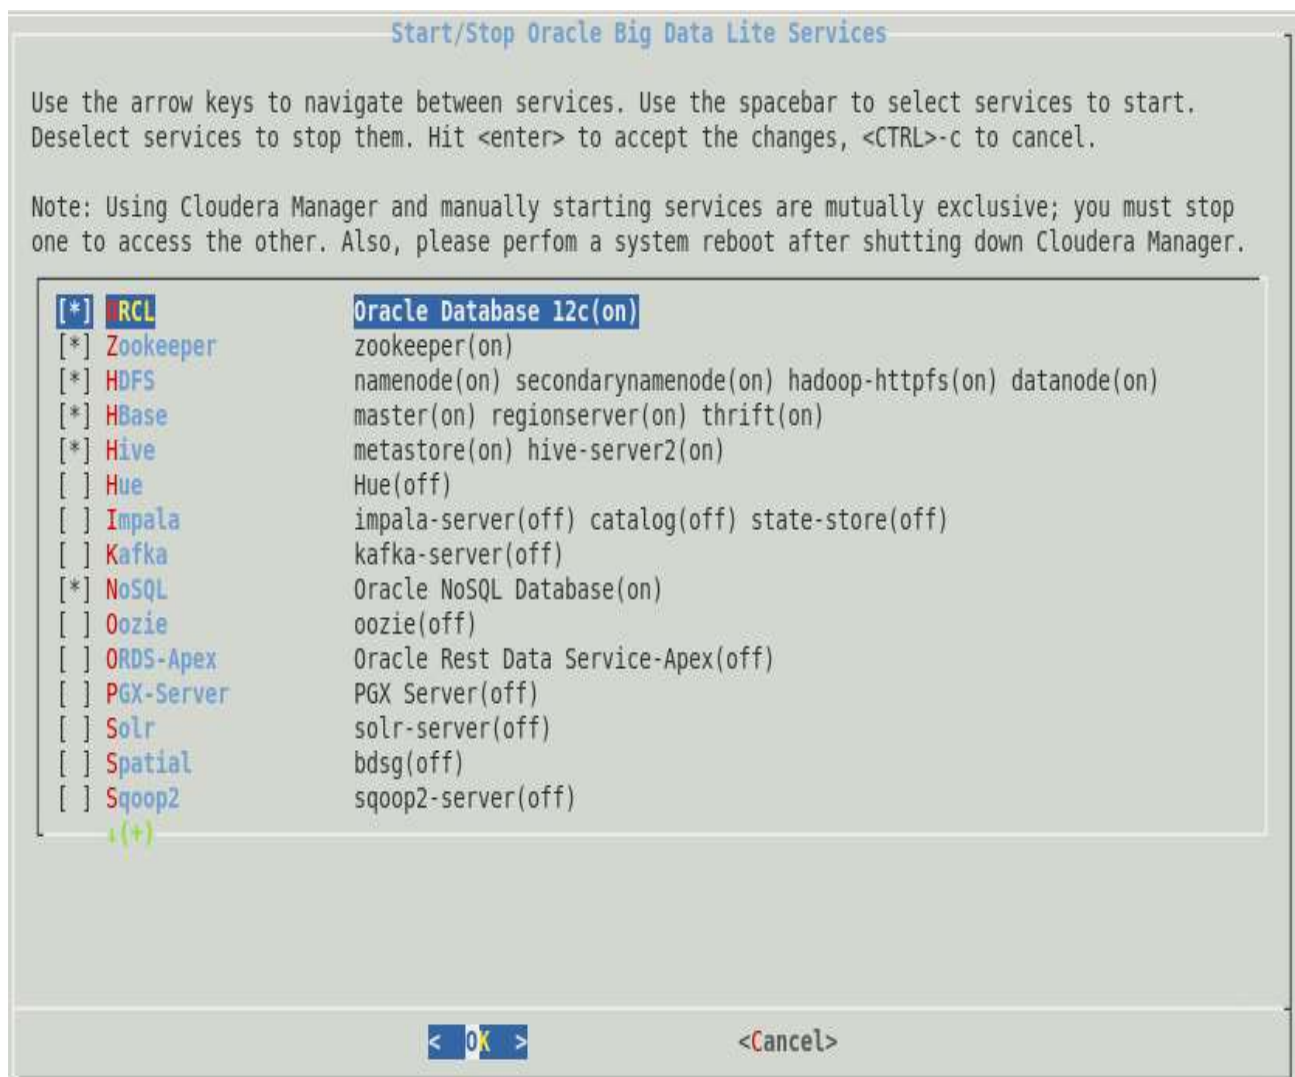 Start/Stop Oracle Big Data Lite Services
Use the arrow keys to navigate between services. Use the spacebar to select services to start.
Deselect services to stop them. Hit <enter> to accept the changes, <CTRL>-c to cancel.
Note: Using Cloudera Manager and manually starting services are mutually exclusive; you must stop
one to access the other. Also, please perfom a system reboot after shutting down Cloudera Manager.
[*] ORCL Oracle Database 12c(on)
[*] Zookeeper zookeeper(on)
[*] HDFS namenode(on) secondarynamenode(on) hadoop-httpfs(on) datanode(on)
[*] HBase master(on) regionserver(on) thrift(on)
[*] Hive metastore(on) hive-server2(on)
[ ] Hue Hue(off)
[ ] Impala impala-server(off) catalog(off) state-store(off)
[ ] Kafka kafka-server(off)
[*] NoSQL Oracle NoSQL Database(on)
[ ] Oozie oozie(off)
[ ] ORDS-Apex Oracle Rest Data Service-Apex(off)
[ ] PGX-Server PGX Server(off)
[ ] Solr solr-server(off)
[ ] Spatial bdsg(off)
[ ] Sqoop2 sqoop2-server(off)
↓(+)
< OK > <Cancel>